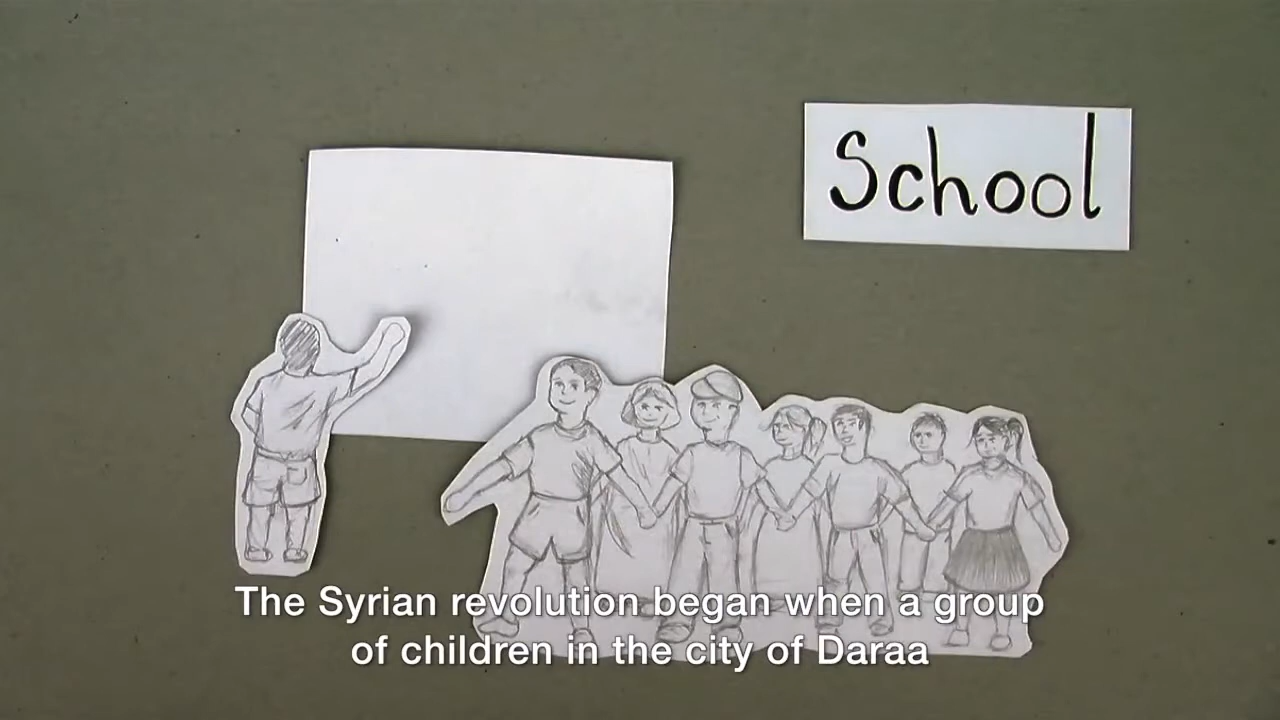 School
The Syrian revolution began when a group
of children in the city of Daraa